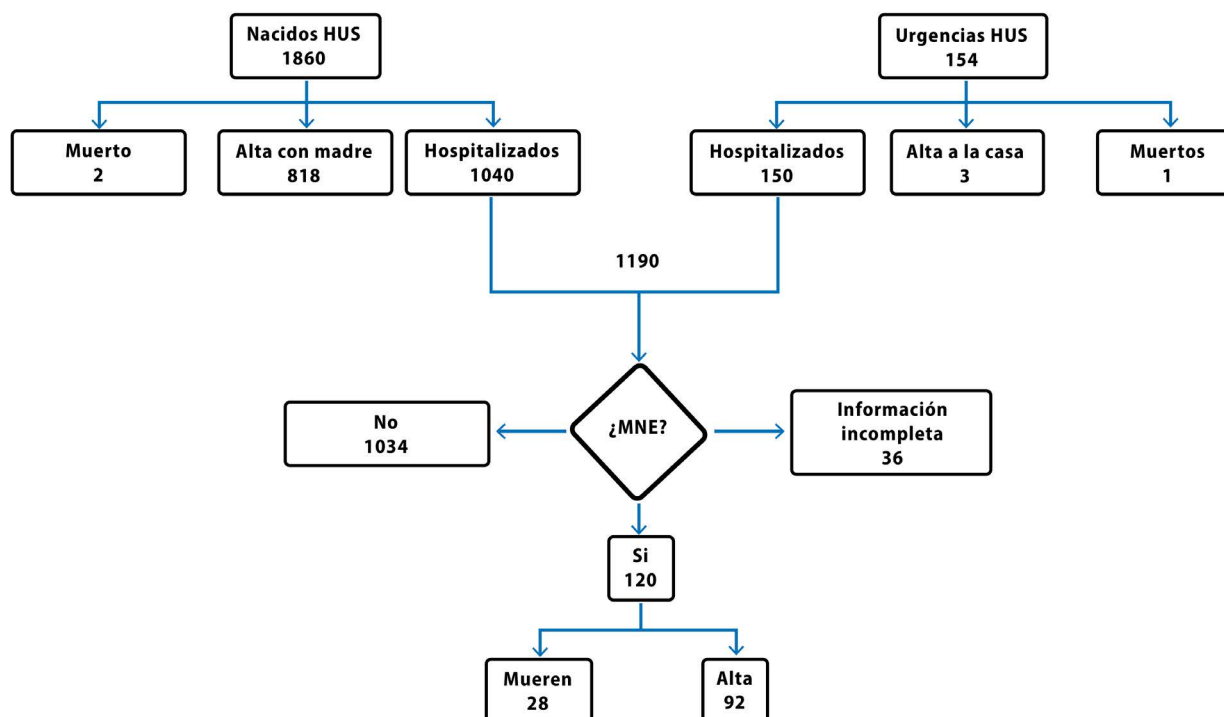 Nacidos HUS
1860
Urgencias HUS
154
Muerto
2
Alta con madre
818
Hospitalizados
1040
Hospitalizados
150
Alta a la casa
3
Muertos
1
1190
No
1034
¿MNE?
Información
incompleta
36
Si
120
Mueren
28
Alta
92